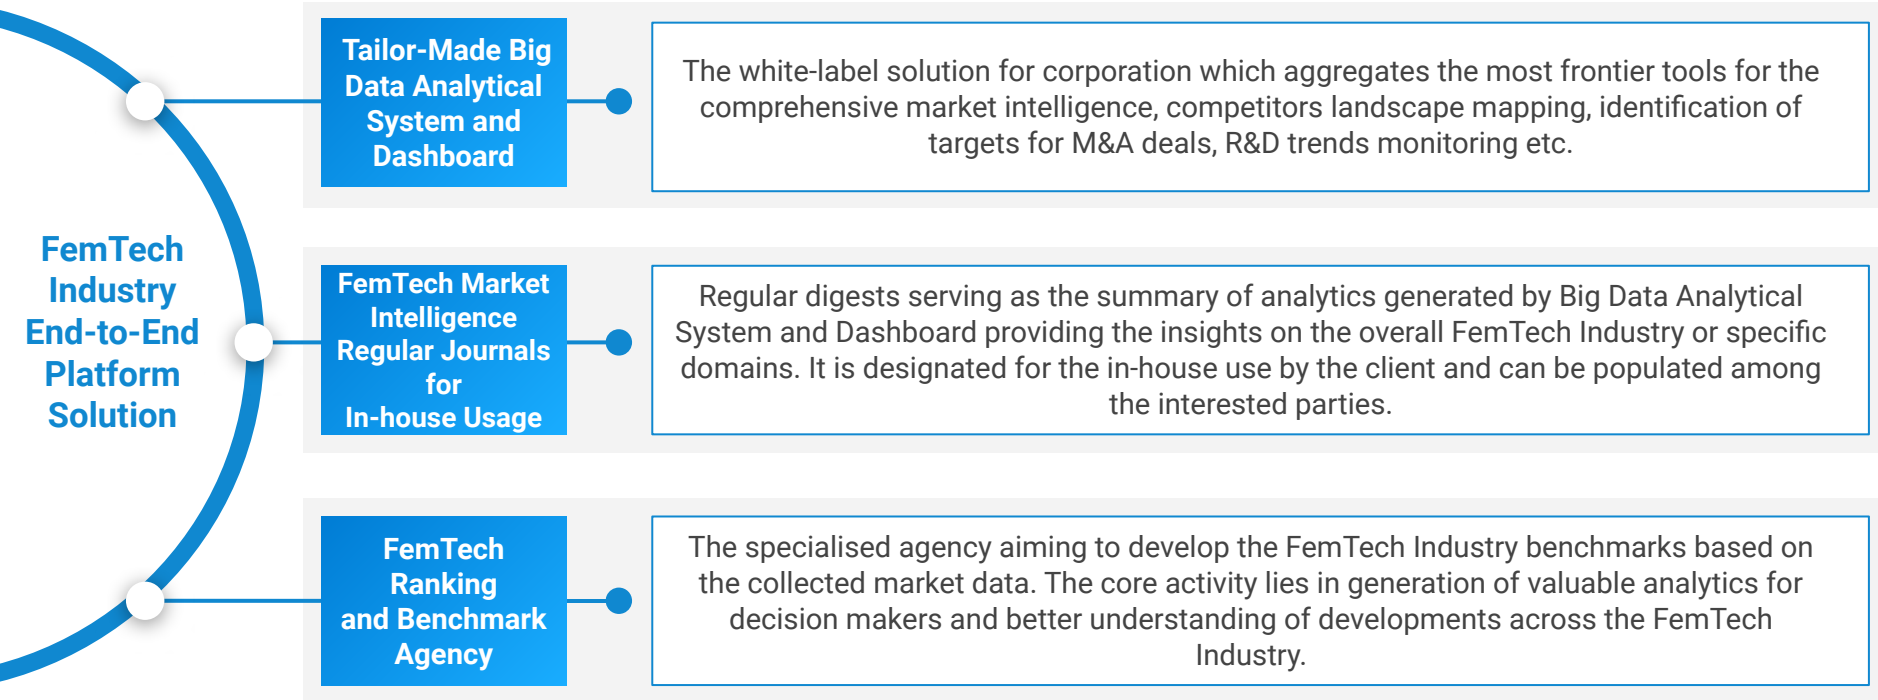 FemTech
Industry
End-to-End
Platform
Solution
Tailor-Made Big
Data Analytical
System and
Dashboard
The white-label solution for corporation which aggregates the most frontier tools for the
comprehensive market intelligence, competitors landscape mapping, identification of
targets for M&A deals, R&D trends monitoring etc.
FemTech Market
Intelligence
Regular Journals
for
In-house Usage
Regular digests serving as the summary of analytics generated by Big Data Analytical
System and Dashboard providing the insights on the overall FemTech Industry or specific
domains. It is designated for the in-house use by the client and can be populated among
the interested parties.
FemTech
Ranking
and Benchmark
Agency
The specialised agency aiming to develop the FemTech Industry benchmarks based on
the collected market data. The core activity lies in generation of valuable analytics for
decision makers and better understanding of developments across the FemTech
Industry.